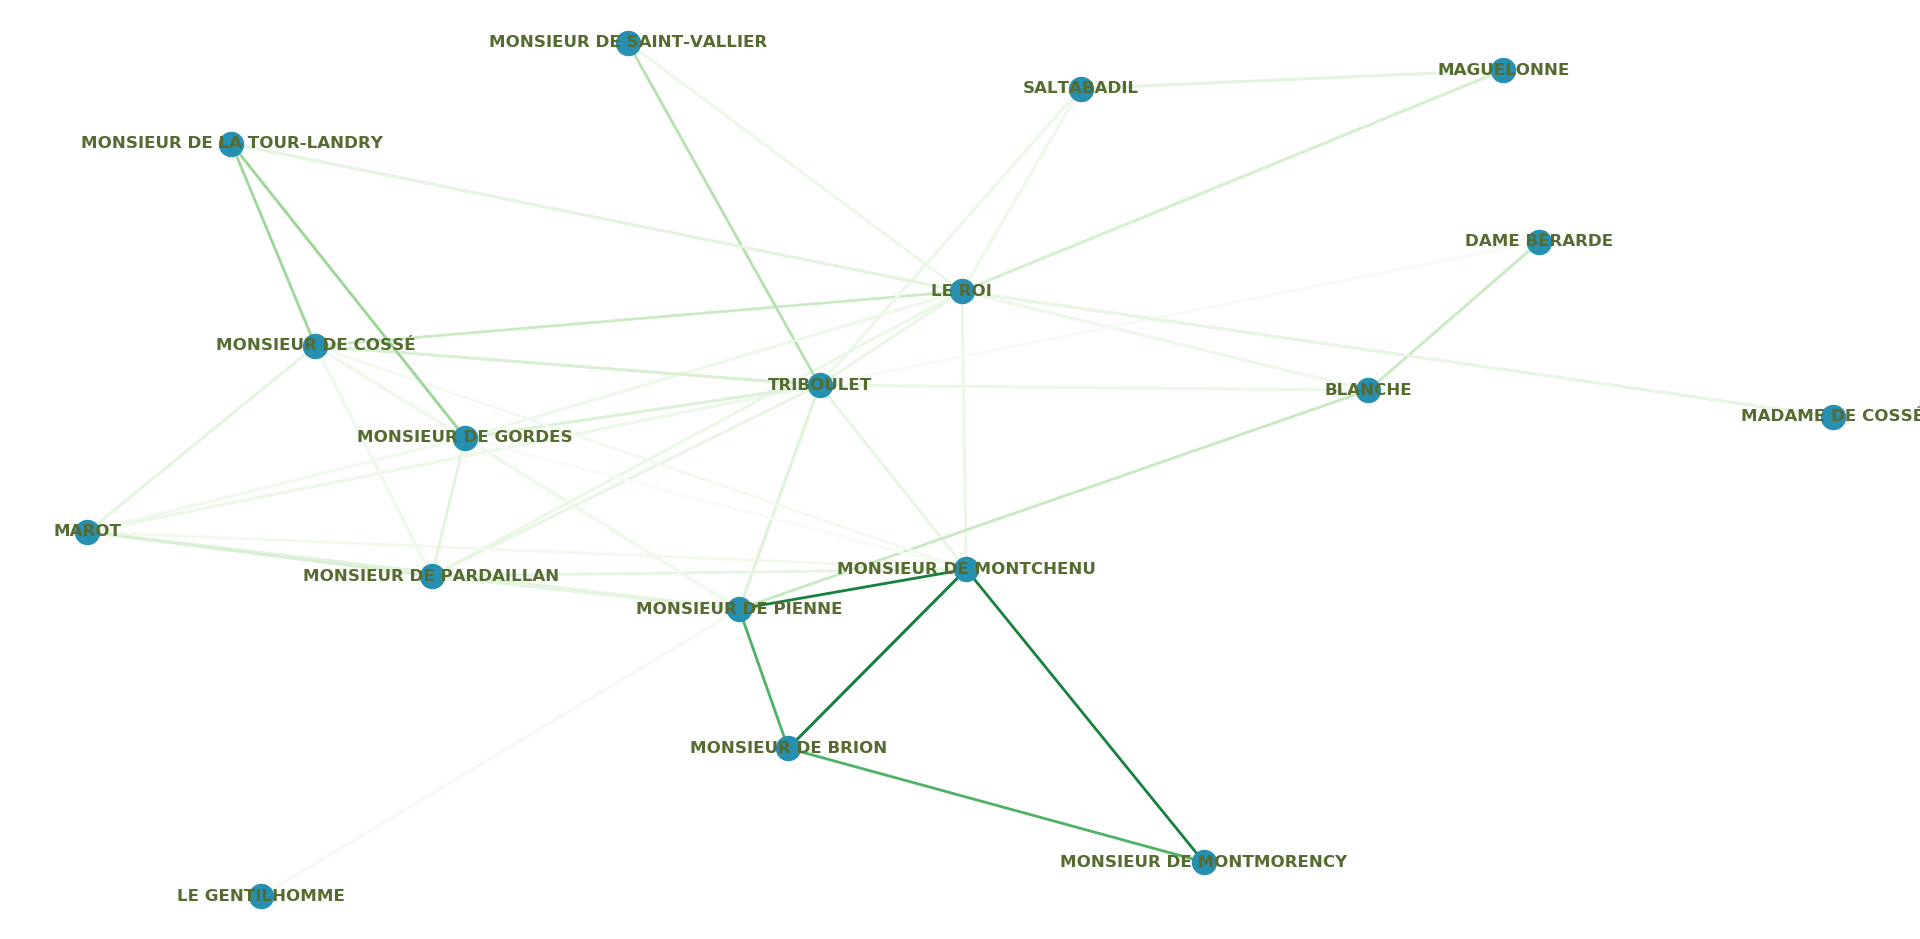 MONSIEUR DE SAINT-VALLIER
MAGUELONNE
SALTABADIL
MONSIEUR DE LA TOUR-LANDRY
DAME BÉRARDE
LE ROI
MONSIEUR DE COSSÉ
TRIBOULET
BLANCHE
MADAME DE COSSÉ
MONSIEUR DE GORDES
MAROT
MONSIEUR DE MONTCHENU
MONSIEUR DE PARDAILLAN
MONSIEUR DE PIENNE
MONSIEUR DE BRION
MONSIEUR DE MONTMORENCY
LE GENTILHOMME